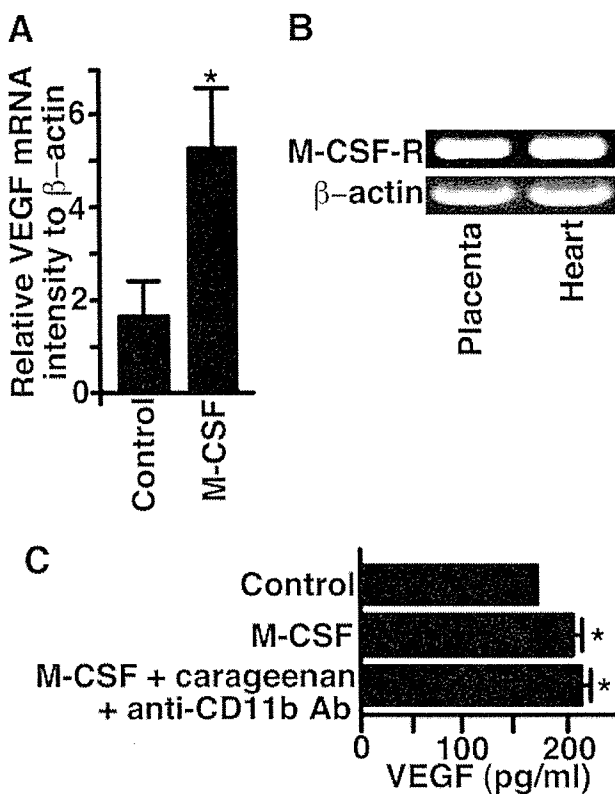 A
Relative VEGF mRNA
intensity to β-actin
6
4
2
0
*
Control
M-CSF
B
M-CSF-R
β-actin
Placenta
Heart
C
Control
M-CSF
M-CSF + carageenan
+ anti-CD11b Ab
*
*
0
100
200
VEGF (pg/ml)